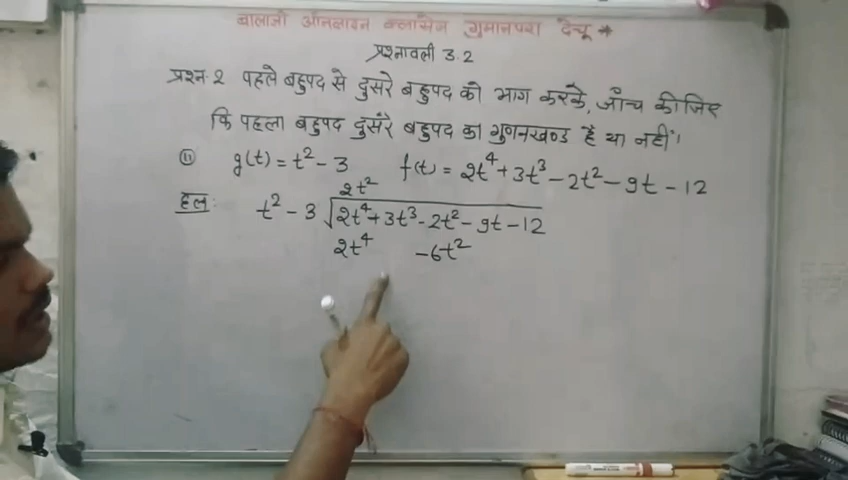 बालाजी ऑनलाइन क्लासेज गुमानपुरा देचू *
प्रश्नावली 3.2
प्रश्न.2 पहले बहुपद से दुसरे बहुपद को भाग करके, जाँच कीजिए
कि पहला बहुपद दुसरे बहुपद का गुणनखण्ड है या नहीं।
(ii) g(t) = t² - 3 f(t) = 2t⁴ + 3t³ - 2t² - 9t - 12
2t²
हल: t² - 3 √2t⁴ + 3t³ - 2t² - 9t - 12
2t⁴ - 6t²